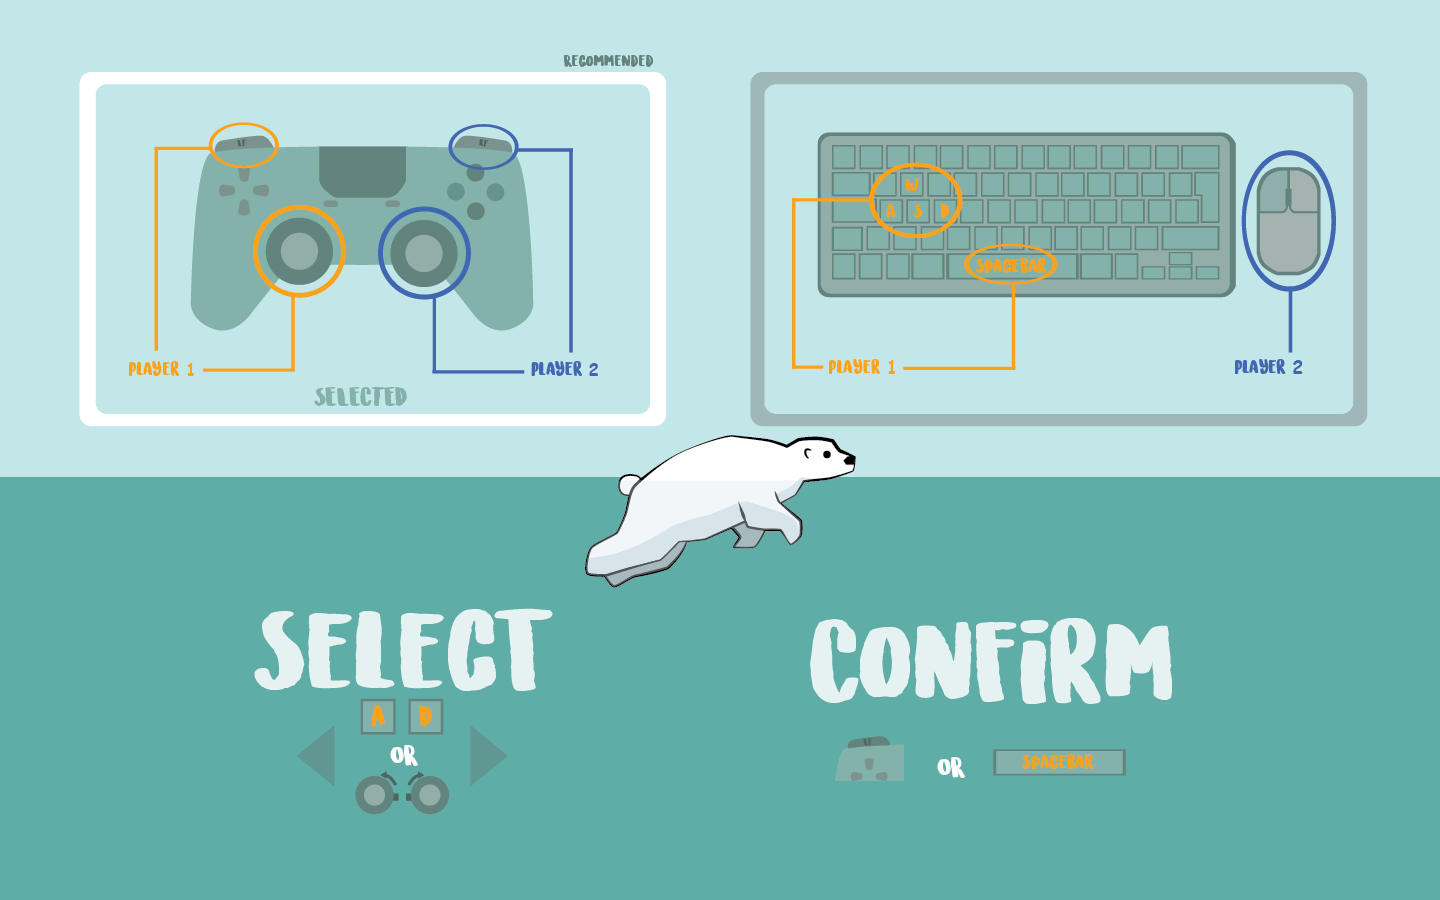 RECOMMENDED
PLAYER 1
PLAYER 2
SELECTED
W
A S D
SPACEBAR
PLAYER 1
PLAYER 2
SELECT
A D
OR
CONFIRM
OR
SPACEBAR